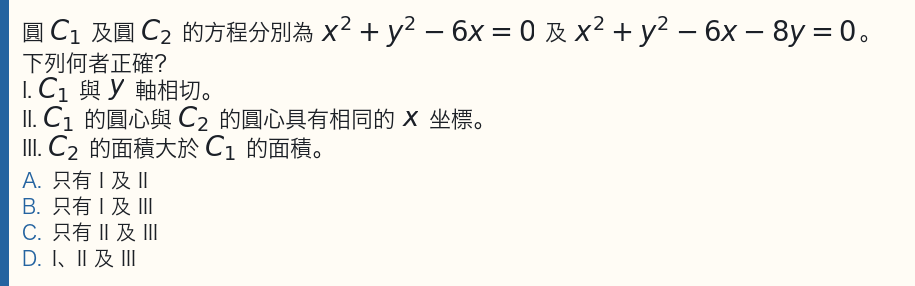 圓 C₁ 及圓 C₂ 的方程分別為 x² + y² − 6x = 0 及 x² + y² − 6x − 8y = 0。
下列何者正確?
I. C₁ 與 y 軸相切。
II. C₁ 的圓心與 C₂ 的圓心具有相同的 x 坐標。
III. C₂ 的面積大於 C₁ 的面積。
A. 只有 I 及 II
B. 只有 I 及 III
C. 只有 II 及 III
D. I、II 及 III